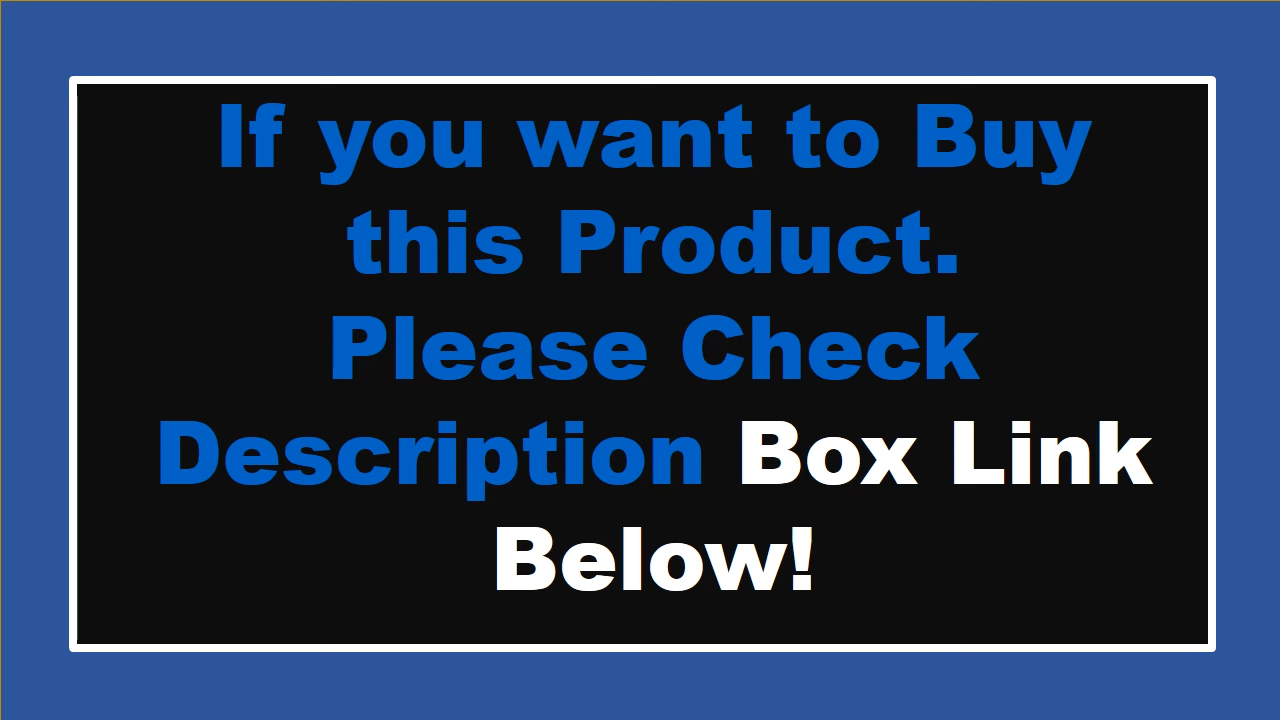 If you want to Buy
this Product.
Please Check
Description Box Link
Below!